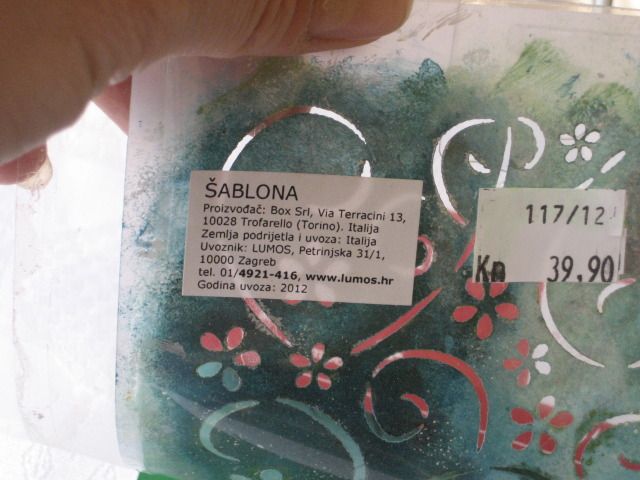 ŠABLONA
Proizvođač: Box Srl, Via Terracini 13,
10028 Trofarello (Torino). Italija
Zemlja podrijetla i uvoza: Italija
Uvoznik: LUMOS, Petrinjska 31/1,
10000 Zagreb
tel. 01/4921-416, www.lumos.hr
Godina uvoza: 2012
117/12
Kn 39,90